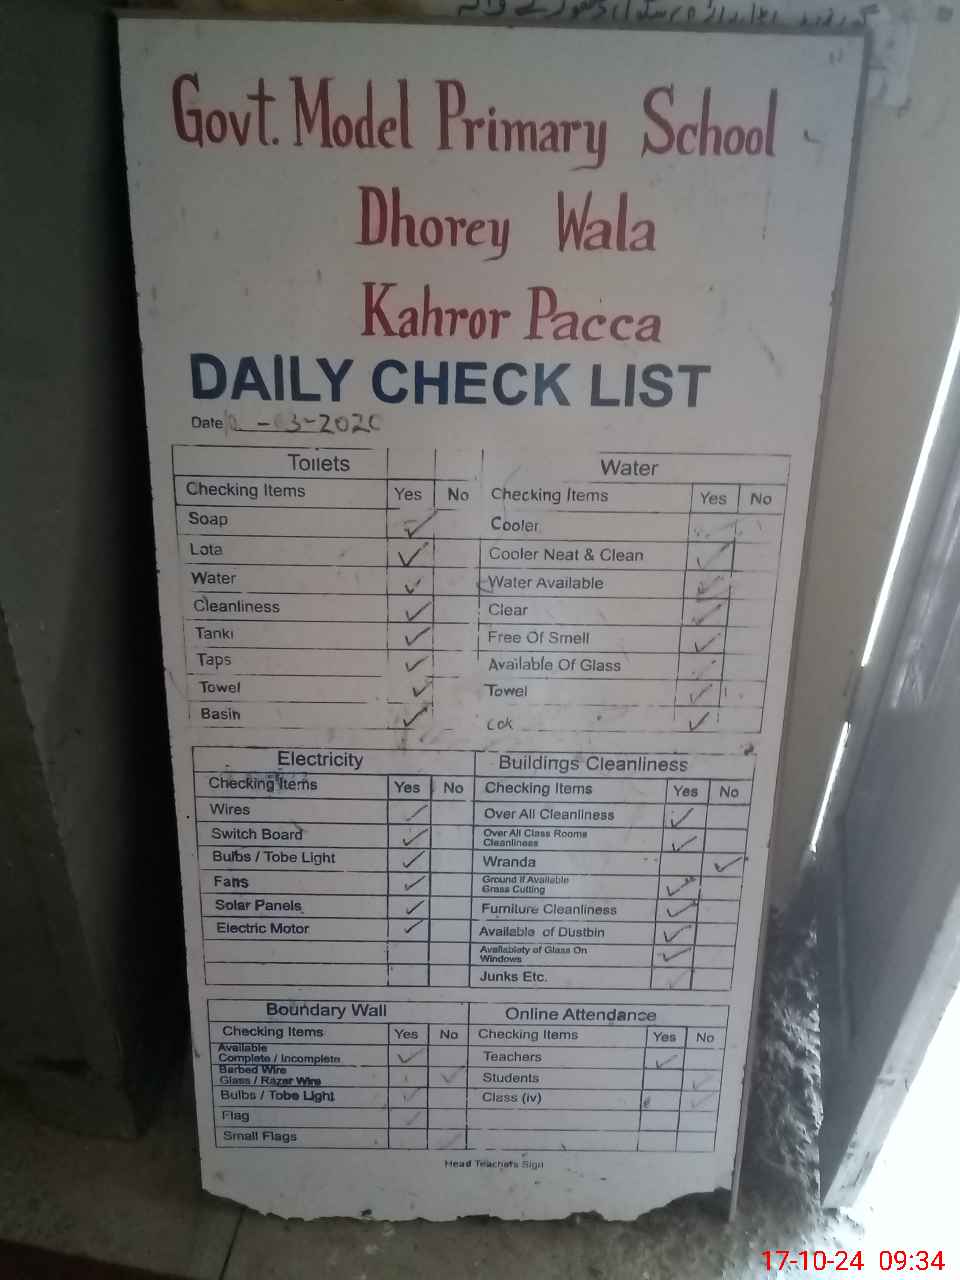 Govt. Model Primary School
Dhorey Wala
Kahror Pacca
DAILY CHECK LIST
Date -03-2020
Toilets
Checking Items Yes No
Soap
Lota
Water
Cleanliness
Tanki
Taps
Towel
Basin
Water
Checking Items Yes No
Cooler
Cooler Neat & Clean
Water Available
Clear
Free Of Smell
Available Of Glass
Towel
cok
Electricity
Checking Items Yes No
Wires
Switch Board
Bulbs / Tobe Light
Fans
Solar Panels
Electric Motor
Buildings Cleanliness
Checking Items Yes No
Over All Cleanliness
Over All Class Rooms
Cleanliness
Wranda
Ground if Available
Grass Cutting
Furniture Cleanliness
Available of Dustbin
Availablety of Glass On
Windows
Junks Etc.
Boundary Wall
Checking Items Yes No
Available
Complete / Incomplete
Barbed Wire
Glass / Razer Wire
Bulbs / Tobe Light
Flag
Small Flags
Online Attendance
Checking Items Yes No
Teachers
Students
Class (iv)
Head Teachers Sign
17-10-24 09:34